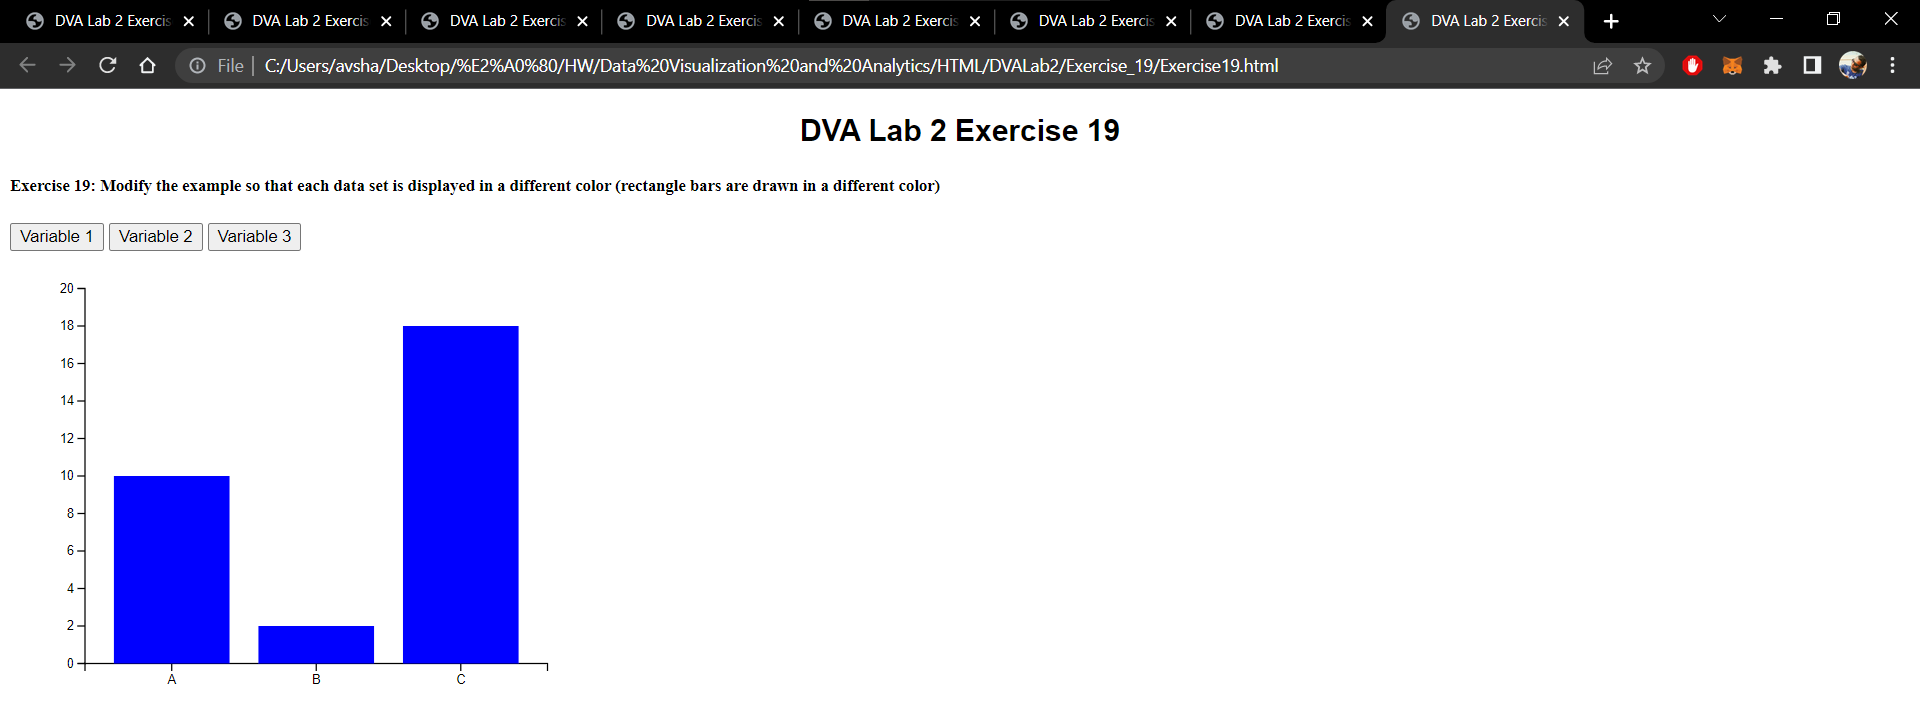 DVA Lab 2 Exercis DVA Lab 2 Exercis DVA Lab 2 Exercis DVA Lab 2 Exercis DVA Lab 2 Exercis DVA Lab 2 Exercis DVA Lab 2 Exercis DVA Lab 2 Exercis
File C:/Users/avsha/Desktop/%E2%A0%80/HW/Data%20Visualization%20and%20Analytics/HTML/DVALab2/Exercise_19/Exercise19.html
DVA Lab 2 Exercise 19
Exercise 19: Modify the example so that each data set is displayed in a different color (rectangle bars are drawn in a different color)
Variable 1 Variable 2 Variable 3
20
18
16
14
12
10
8
6
4
2
0
A B C